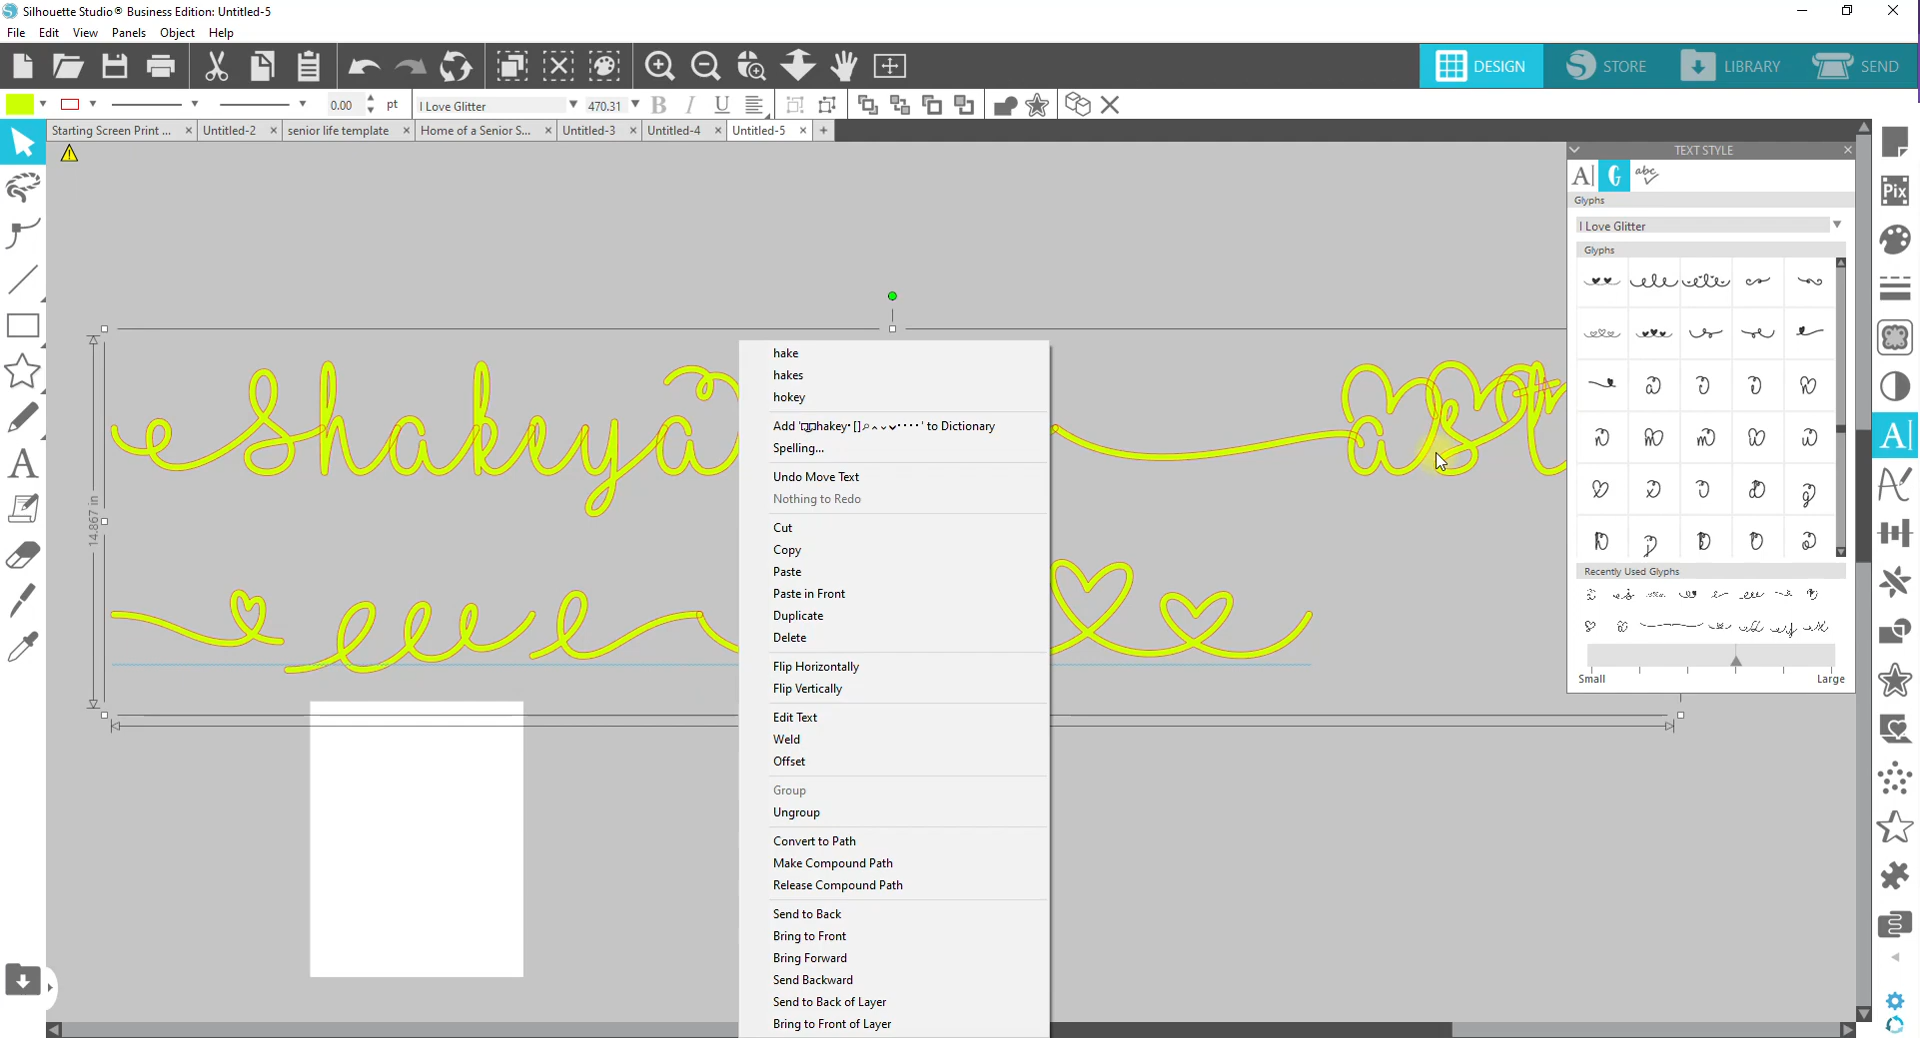 Silhouette Studio® Business Edition: Untitled-5
File Edit View Panels Object Help
DESIGN STORE LIBRARY SEND
0.00 pt I Love Glitter 470.31 B I U
Starting Screen Print ... Untitled-2 senior life template Home of a Senior S... Untitled-3 Untitled-4 Untitled-5
TEXT STYLE
Glyphs
I Love Glitter
Glyphs
Recently Used Glyphs
Small Large
14.867 in
shakeya
hake
hakes
hokey
to Dictionary
Spelling...
Undo Move Text
Nothing to Redo
Cut
Copy
Paste
Paste in Front
Duplicate
Delete
Flip Horizontally
Flip Vertically
Edit Text
Weld
Offset
Group
Ungroup
Convert to Path
Make Compound Path
Release Compound Path
Send to Back
Bring to Front
Bring Forward
Send Backward
Send to Back of Layer
Bring to Front of Layer